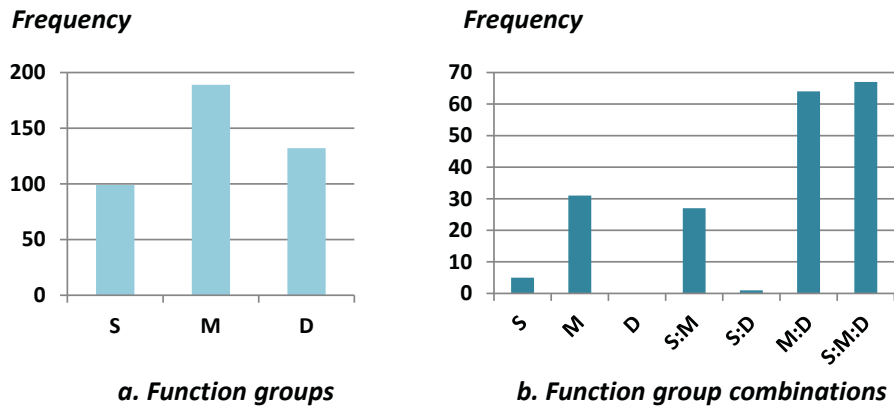 Frequency
200
150
100
50
0
S M D
a. Function groups
Frequency
70
60
50
40
30
20
10
0
S M D S:M S:D M:D S:M:D
b. Function group combinations